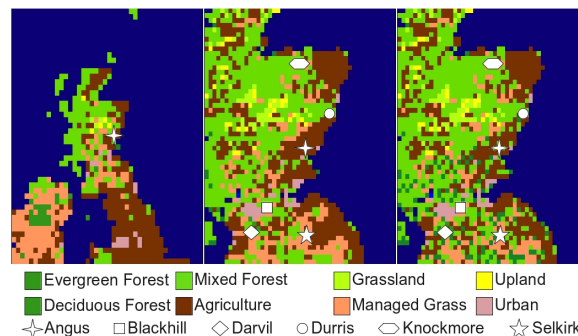 Evergreen Forest Mixed Forest Grassland Upland
Deciduous Forest Agriculture Managed Grass Urban
Angus Blackhill Darvil Durris Knockmore Selkirk